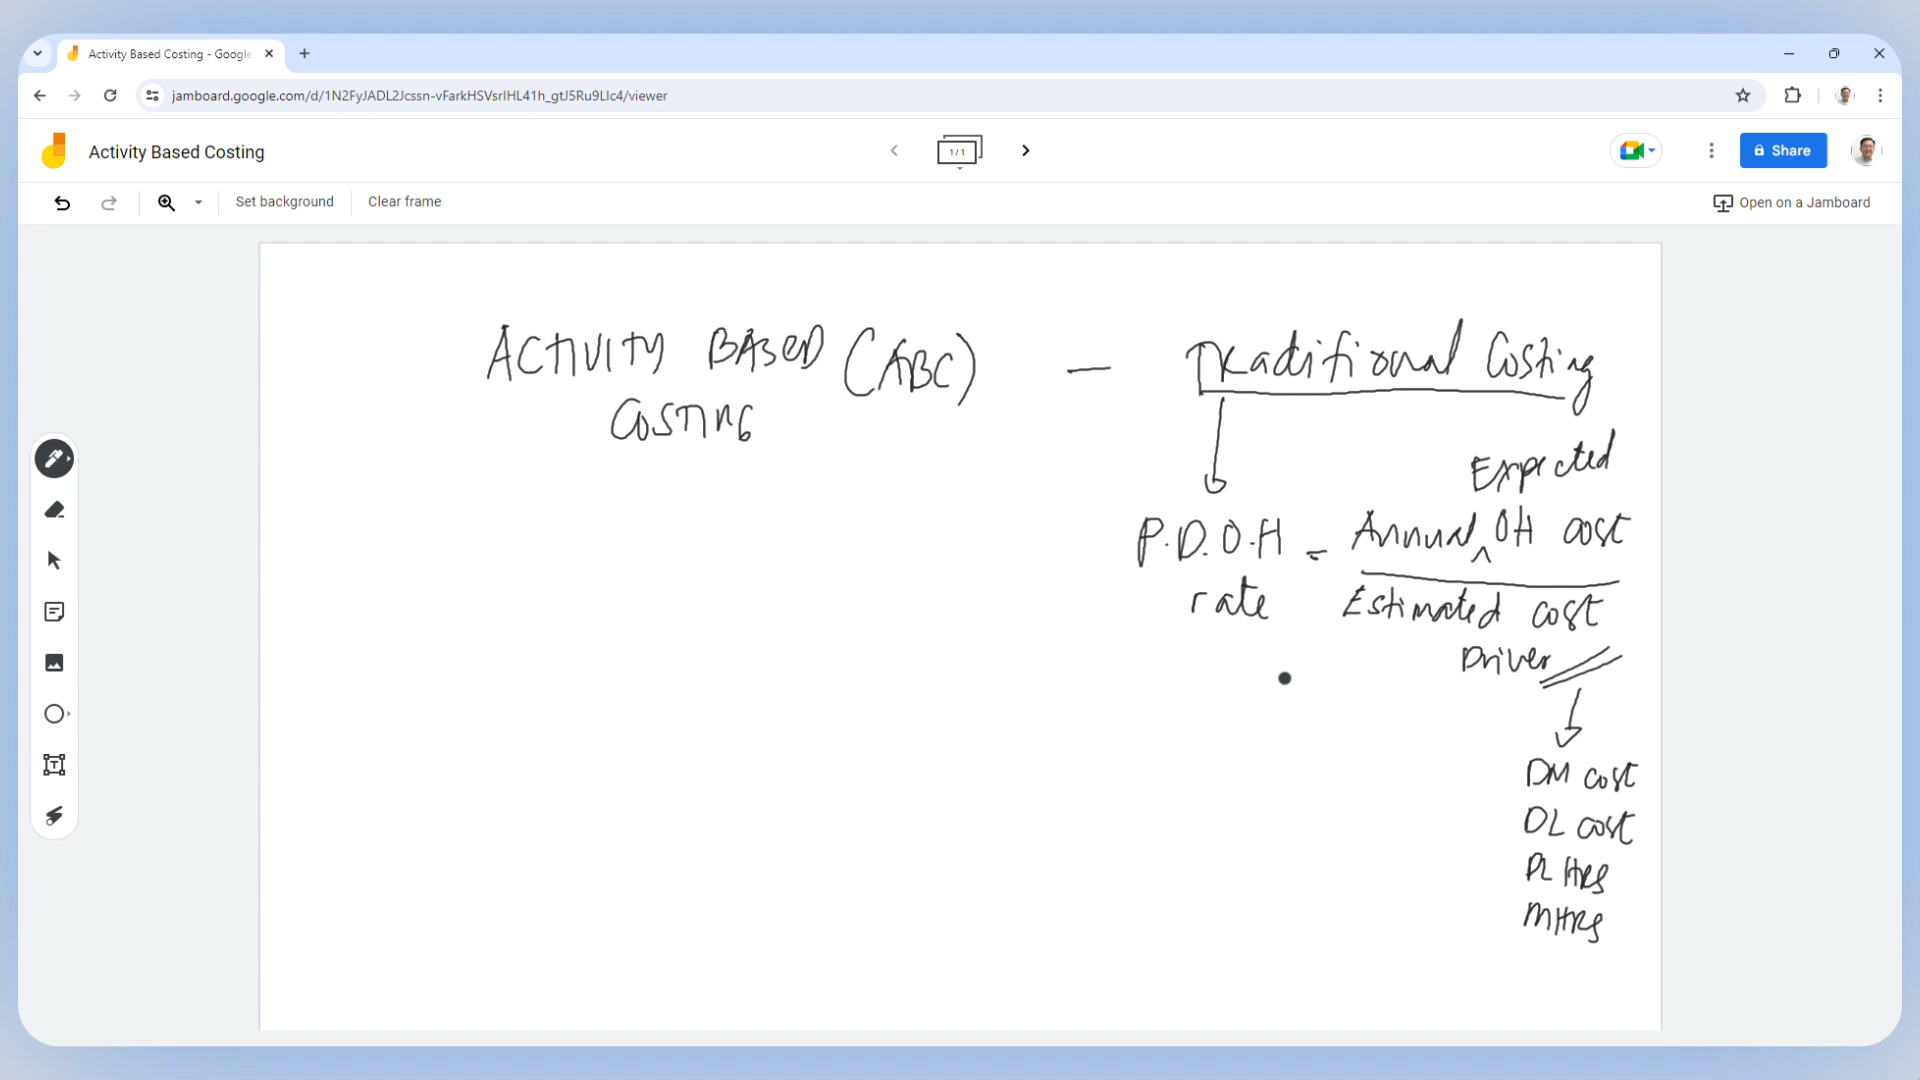 Activity Based Costing - Google
jamboard.google.com/d/1N2FyJADL2Jcssn-vFarkHSVsrIHL41h_gtJ5Ru9LIc4/viewer
Activity Based Costing
1 / 1
Share
Set background
Clear frame
Open on a Jamboard
ACTIVITY BASED (ABC) — Traditional Costing
COSTING
Expected
P.D.O.H = Annual ^ OH cost
rate Estimated cost
Driver
DM cost
DL cost
DL HRS
MHRS